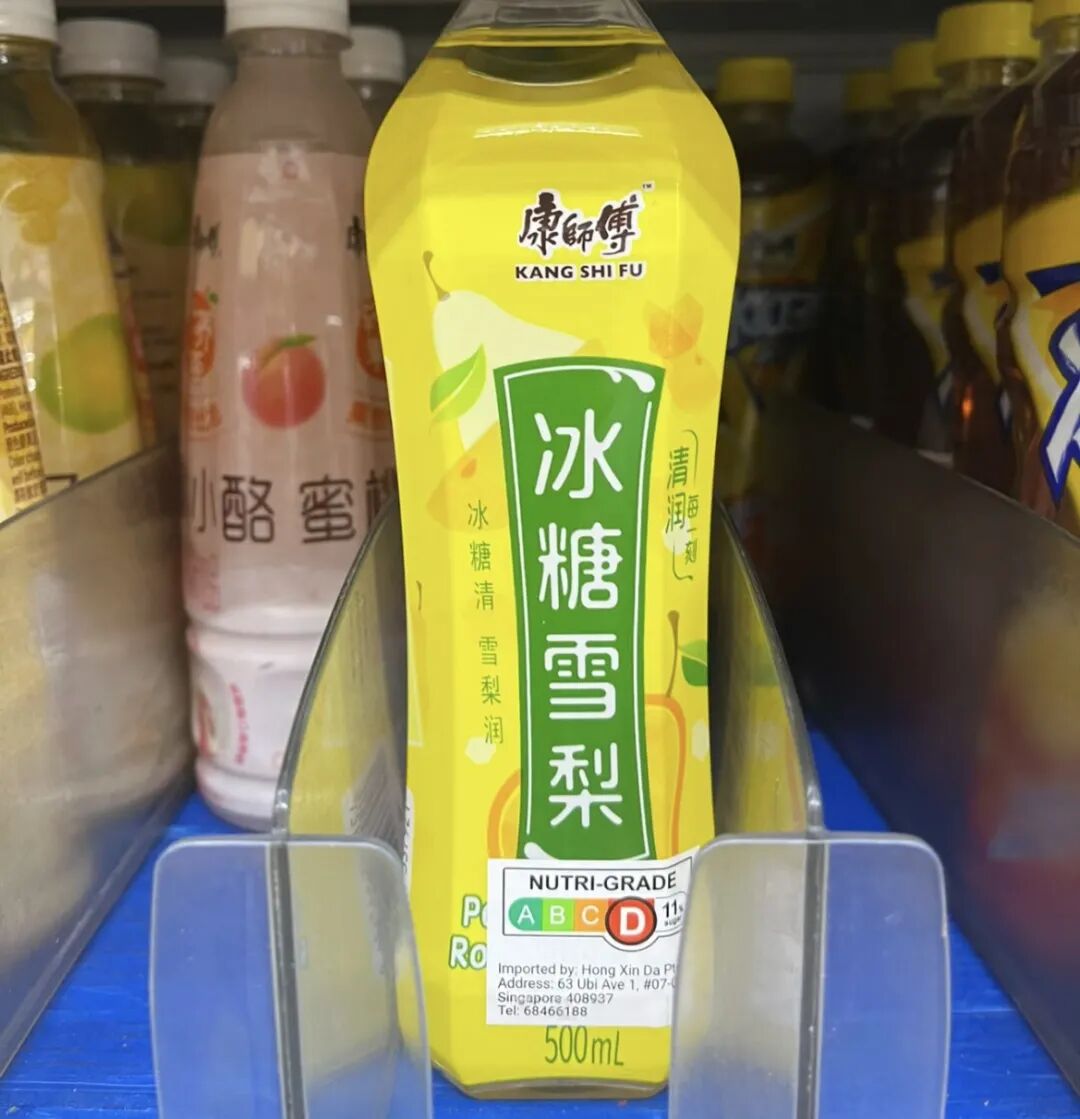 康師傅
TM
KANG SHI FU
冰糖雪梨
清润
每一刻
冰糖清 雪梨润
NUTRI-GRADE
A B C D 11%
Imported by: Hong Xin Da
Address: 63 Ubi Ave 1,
Singapore 408937
Tel: 68466188
500mL
小酪 蜜